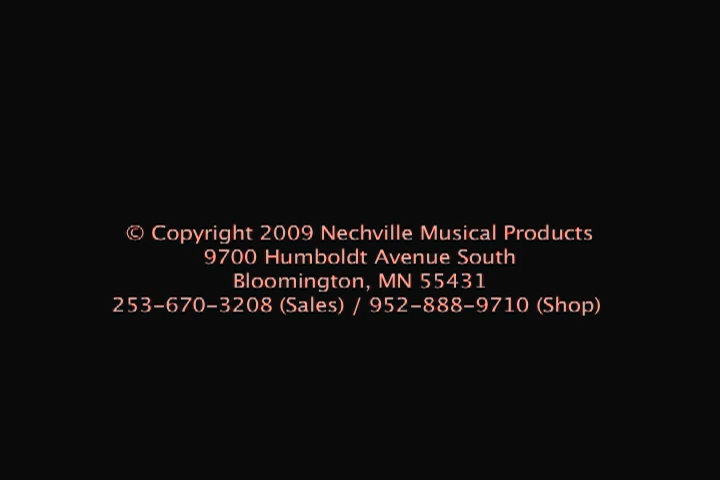 © Copyright 2009 Nechville Musical Products
9700 Humboldt Avenue South
Bloomington, MN 55431
253-670-3208 (Sales) / 952-888-9710 (Shop)